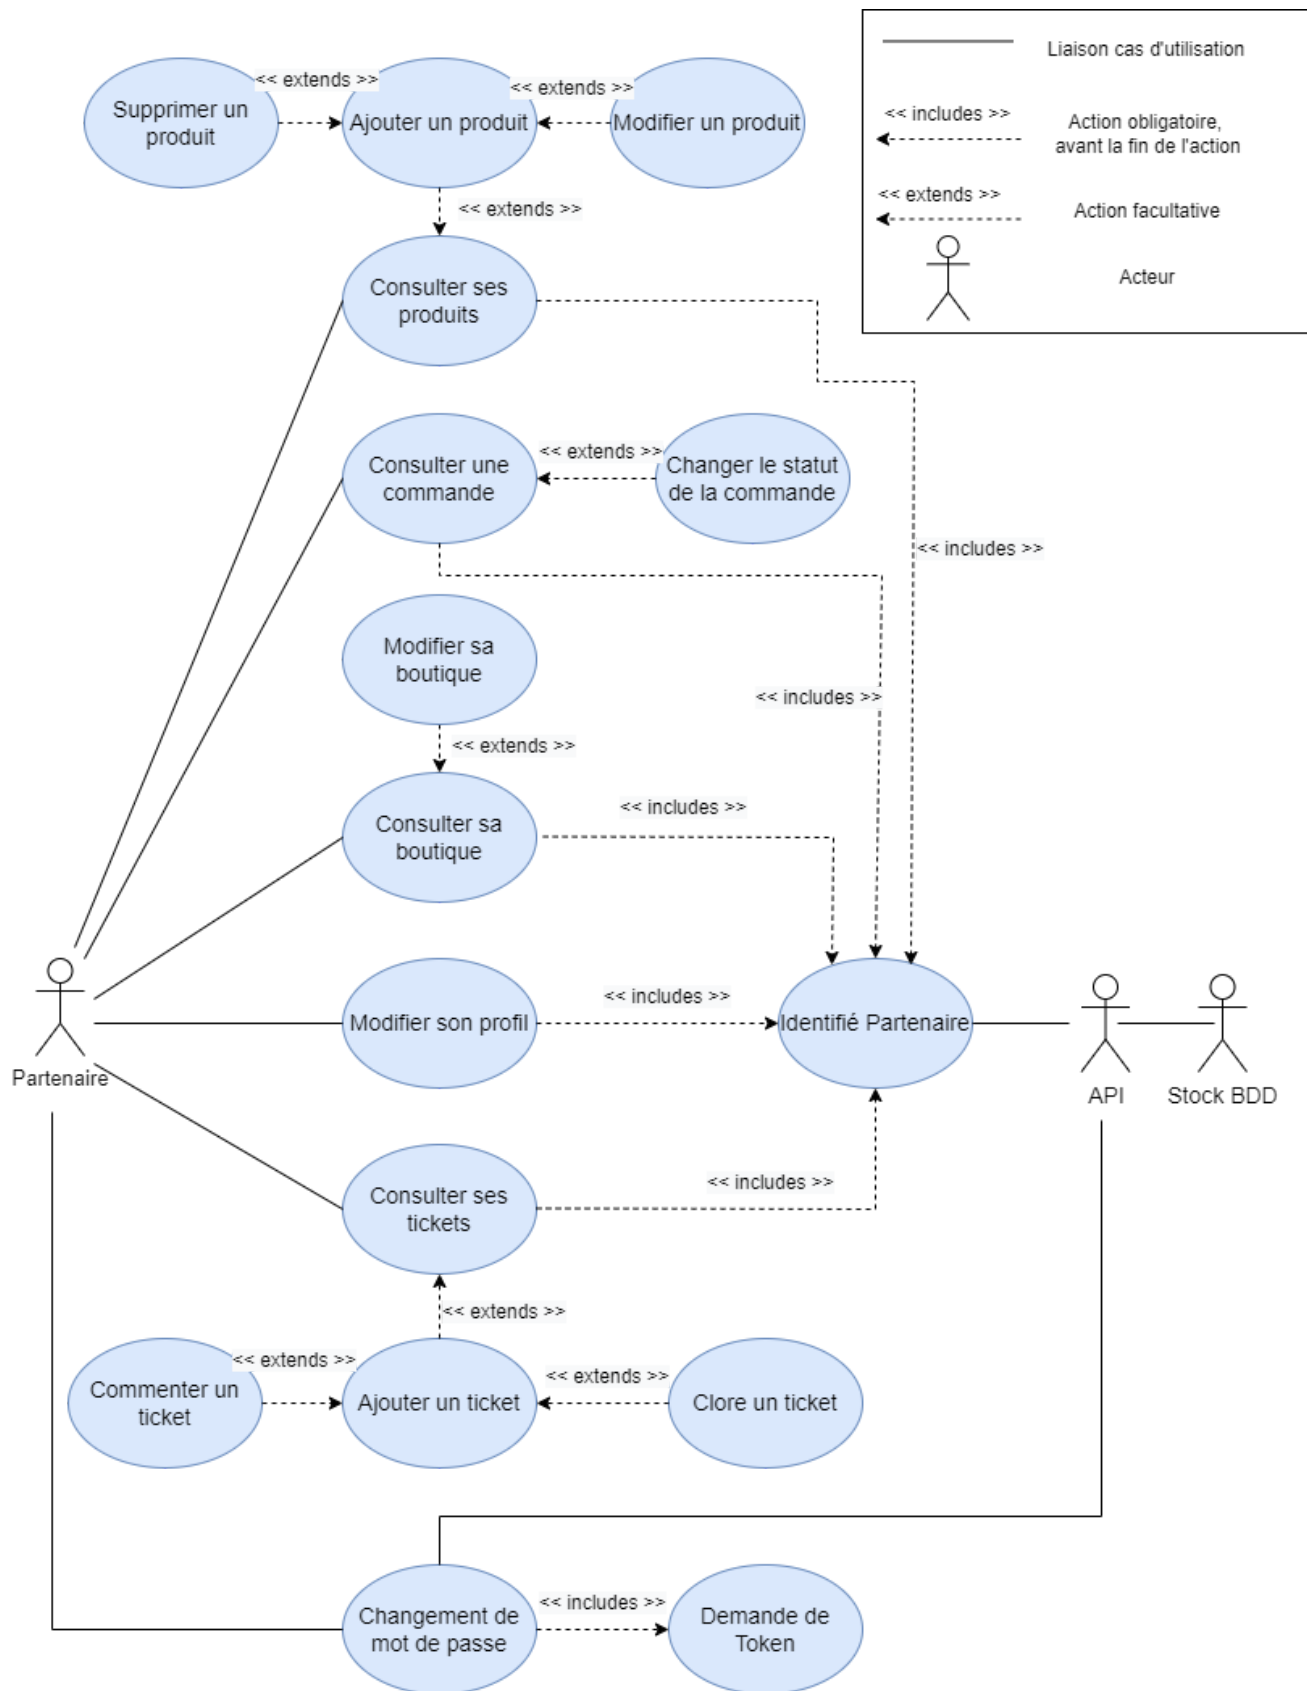 Liaison cas d'utilisation
<< includes >>
Action obligatoire,
avant la fin de l'action
<< extends >>
Action facultative
Acteur
<< extends >>
<< extends >>
Supprimer un
produit
Ajouter un produit
Modifier un produit
<< extends >>
Consulter ses
produits
<< extends >>
Consulter une
commande
Changer le statut
de la commande
<< includes >>
Modifier sa
boutique
<< includes >>
<< extends >>
<< includes >>
Consulter sa
boutique
<< includes >>
Modifier son profil
Identifié Partenaire
Partenaire
API
Stock BDD
<< includes >>
Consulter ses
tickets
<< extends >>
<< extends >>
<< extends >>
Commenter un
ticket
Ajouter un ticket
Clore un ticket
<< includes >>
Changement de
mot de passe
Demande de
Token